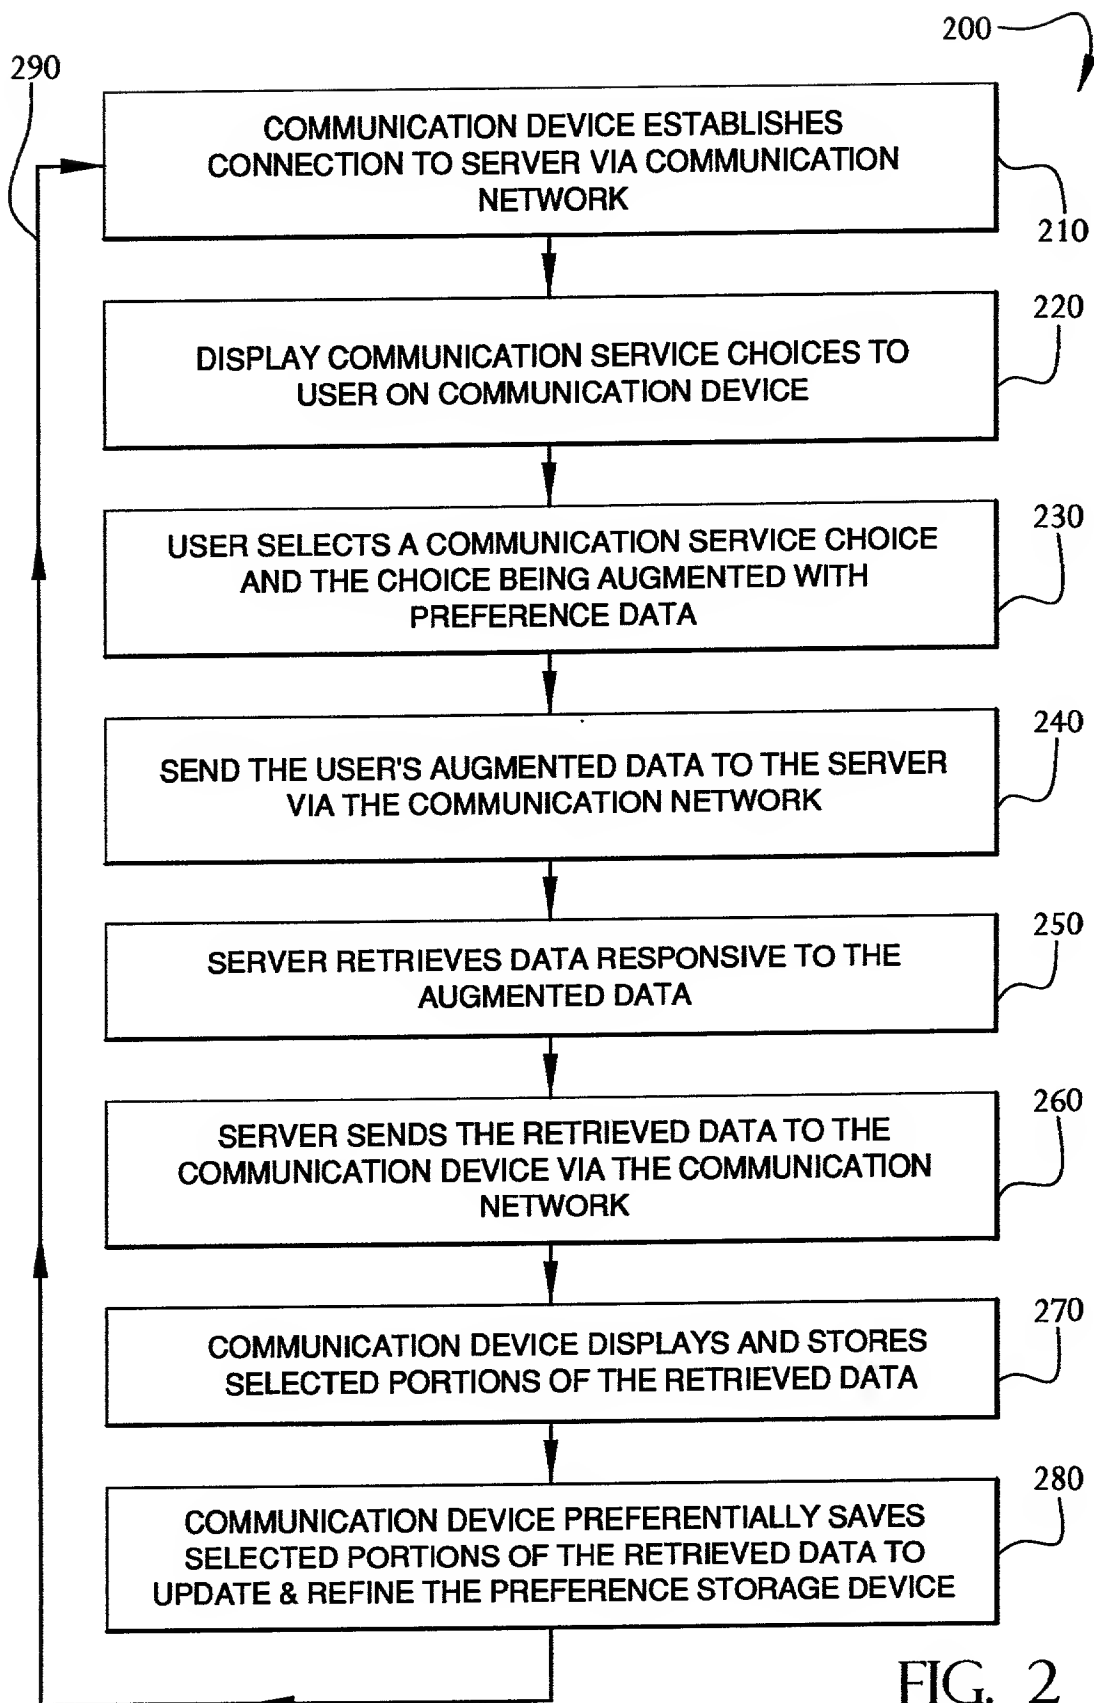 200
290
COMMUNICATION DEVICE ESTABLISHES
CONNECTION TO SERVER VIA COMMUNICATION
NETWORK
210
220
DISPLAY COMMUNICATION SERVICE CHOICES TO
USER ON COMMUNICATION DEVICE
230
USER SELECTS A COMMUNICATION SERVICE CHOICE
AND THE CHOICE BEING AUGMENTED WITH
PREFERENCE DATA
240
SEND THE USER'S AUGMENTED DATA TO THE SERVER
VIA THE COMMUNICATION NETWORK
250
SERVER RETRIEVES DATA RESPONSIVE TO THE
AUGMENTED DATA
260
SERVER SENDS THE RETRIEVED DATA TO THE
COMMUNICATION DEVICE VIA THE COMMUNICATION
NETWORK
270
COMMUNICATION DEVICE DISPLAYS AND STORES
SELECTED PORTIONS OF THE RETRIEVED DATA
280
COMMUNICATION DEVICE PREFERENTIALLY SAVES
SELECTED PORTIONS OF THE RETRIEVED DATA TO
UPDATE & REFINE THE PREFERENCE STORAGE DEVICE
FIG. 2